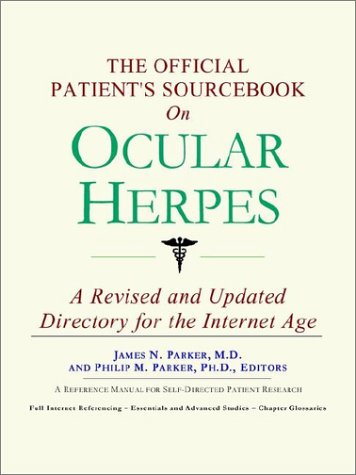 THE OFFICIAL
PATIENT'S SOURCEBOOK
On
OCULAR
HERPES
A Revised and Updated
Directory for the Internet Age
JAMES N. PARKER, M.D.
AND PHILIP M. PARKER, PH.D., EDITORS
A REFERENCE MANUAL FOR SELF-DIRECTED PATIENT RESEARCH
Full Internet Referencing – Essentials and Advanced Studies – Chapter Glossaries